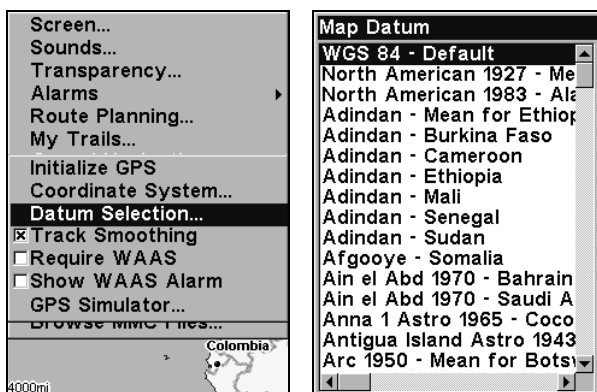 Screen...
Sounds...
Transparency...
Alarms
Route Planning...
My Trails...
Initialize GPS
Coordinate System...
Datum Selection...
Track Smoothing
Require WAAS
Show WAAS Alarm
GPS Simulator...
Browse MMC Files...
Colombia
4000mi
Map Datum
WGS 84 - Default
North American 1927 - Me
North American 1983 - Ala
Adindan - Mean for Ethiop
Adindan - Burkina Faso
Adindan - Cameroon
Adindan - Ethiopia
Adindan - Mali
Adindan - Senegal
Adindan - Sudan
Afgooye - Somalia
Ain el Abd 1970 - Bahrain
Ain el Abd 1970 - Saudi A
Anna 1 Astro 1965 - Coco
Antigua Island Astro 1943
Arc 1950 - Mean for Botsw